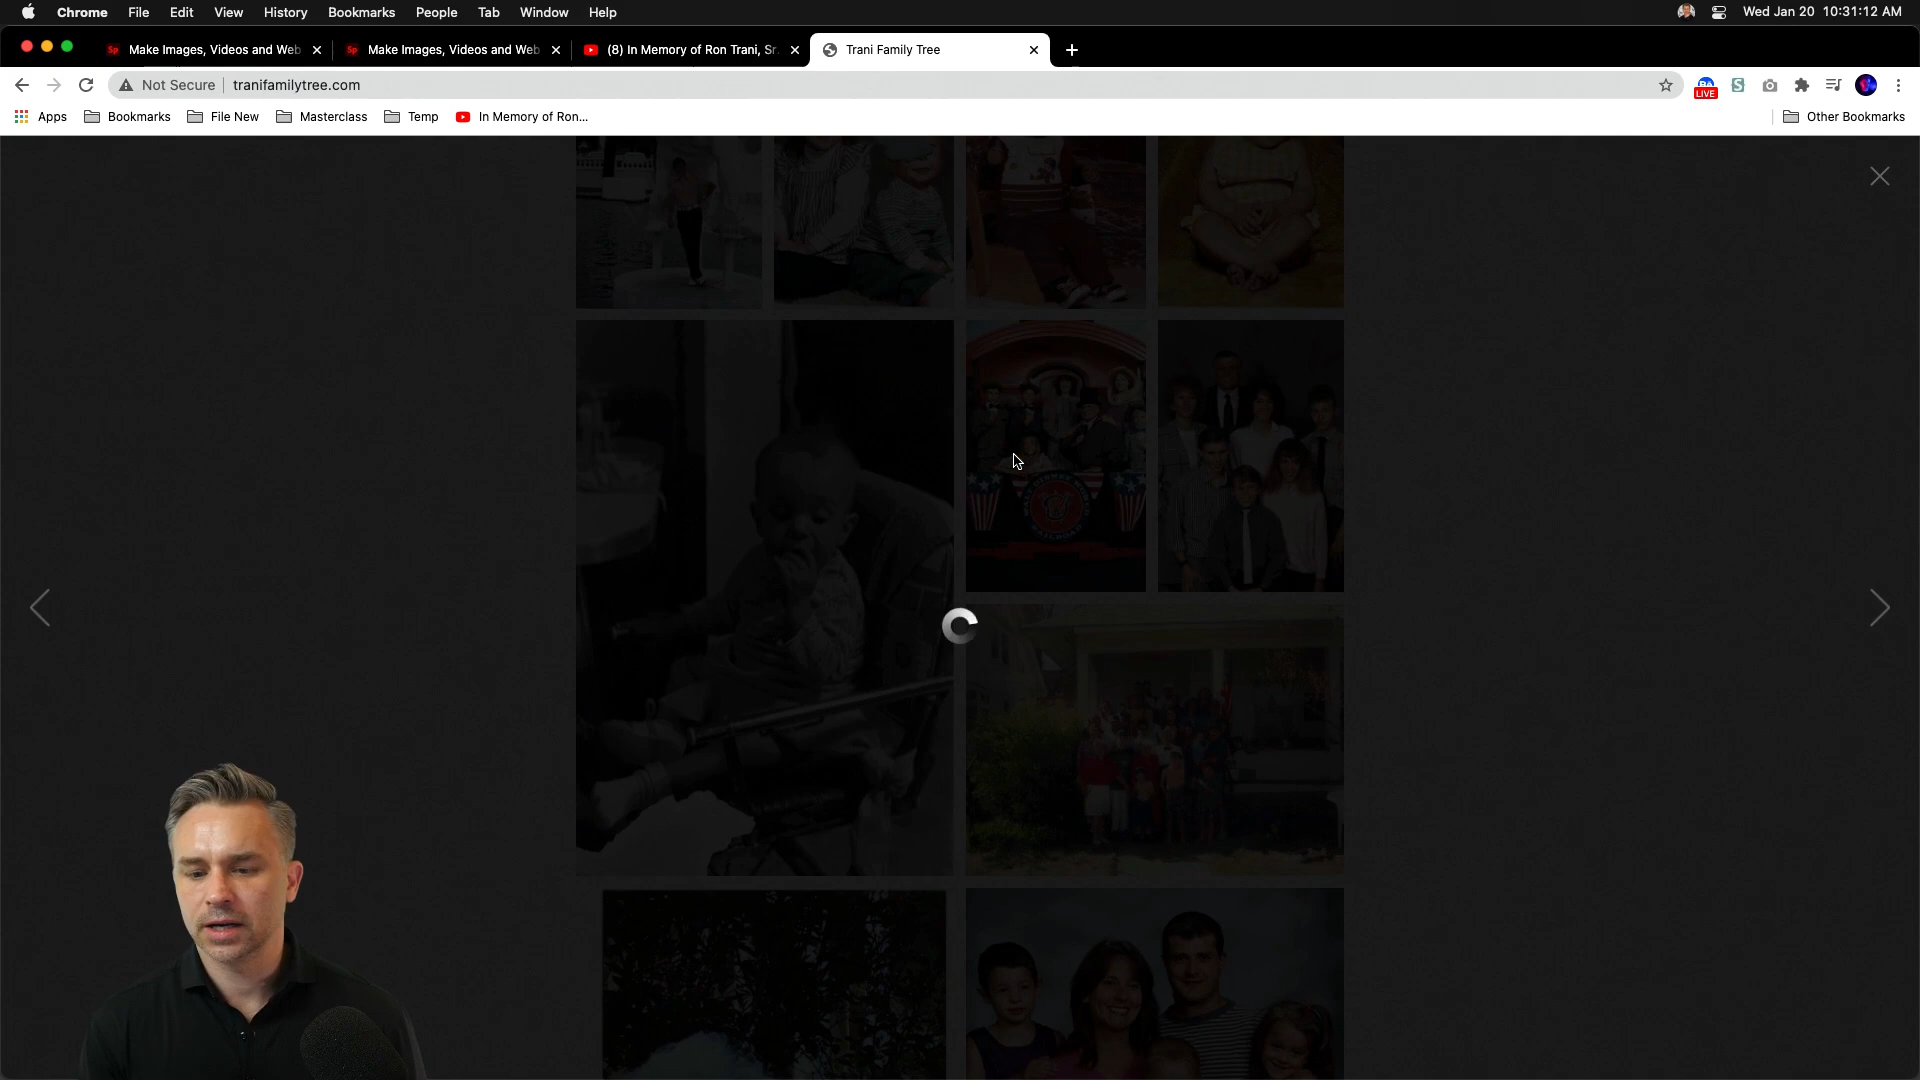 Chrome File Edit View History Bookmarks People Tab Window Help Wed Jan 20 10:31:12 AM
Sp Make Images, Videos and Web Sp Make Images, Videos and Web (8) In Memory of Ron Trani, Sr. Trani Family Tree
Not Secure tranifamilytree.com LIVE
Apps Bookmarks File New Masterclass Temp In Memory of Ron... Other Bookmarks